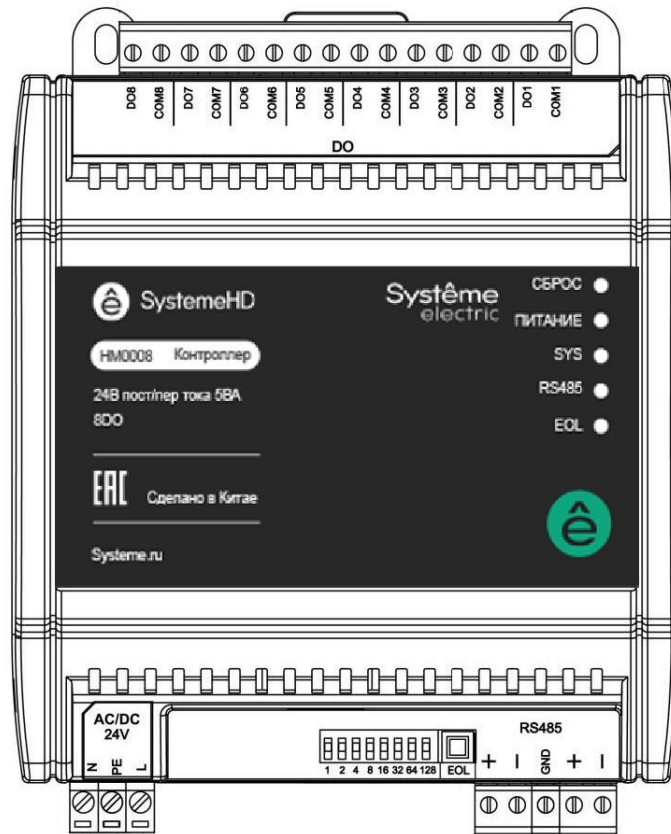 DO8 COM8 DO7 COM7 DO6 COM6 DO5 COM5 DO4 COM4 DO3 COM3 DO2 COM2 DO1 COM1
DO
ê SystemeHD
Système electric
СБРОС
ПИТАНИЕ
SYS
RS485
EOL
HM0008 Контроллер
24В пост/пер тока 5ВА
8DO
EAC Сделано в Китае
Systeme.ru
ê
AC/DC
24V
N PE L
1 2 4 8 16 32 64 128 EOL
RS485
+ − GND + −